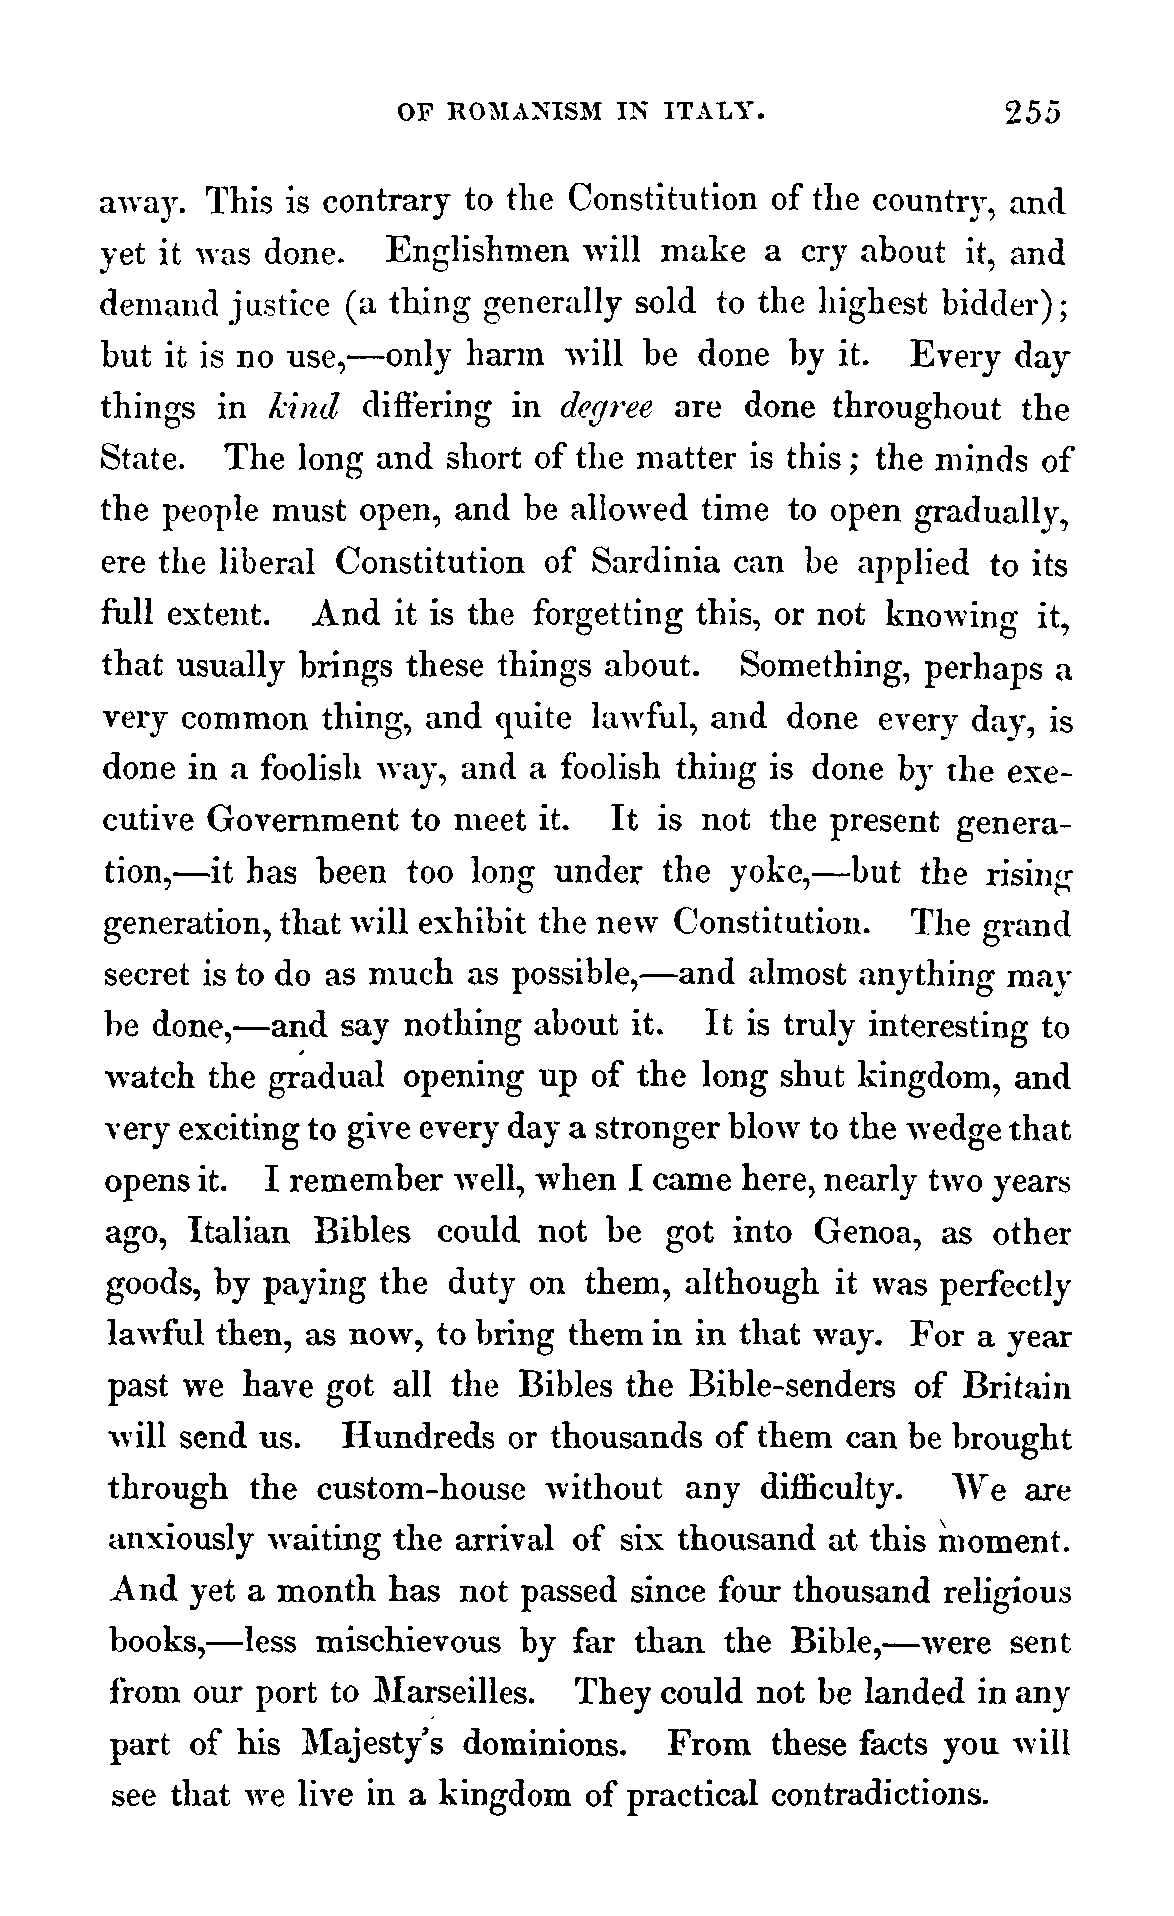 OF ROMANISM IN ITALY. 255
away. This is contrary to the Constitution of the country, and
yet it was done. Englishmen will make a cry about it, and
demand justice (a thing generally sold to the highest bidder);
but it is no use,—only harm will be done by it. Every day
things in kind differing in degree are done throughout the
State. The long and short of the matter is this; the minds of
the people must open, and be allowed time to open gradually,
ere the liberal Constitution of Sardinia can be applied to its
full extent. And it is the forgetting this, or not knowing it,
that usually brings these things about. Something, perhaps a
very common thing, and quite lawful, and done every day, is
done in a foolish way, and a foolish thing is done by the exe-
cutive Government to meet it. It is not the present genera-
tion,—it has been too long under the yoke,—but the rising
generation, that will exhibit the new Constitution. The grand
secret is to do as much as possible,—and almost anything may
be done,—and say nothing about it. It is truly interesting to
watch the gradual opening up of the long shut kingdom, and
very exciting to give every day a stronger blow to the wedge that
opens it. I remember well, when I came here, nearly two years
ago, Italian Bibles could not be got into Genoa, as other
goods, by paying the duty on them, although it was perfectly
lawful then, as now, to bring them in in that way. For a year
past we have got all the Bibles the Bible-senders of Britain
will send us. Hundreds or thousands of them can be brought
through the custom-house without any difficulty. We are
anxiously waiting the arrival of six thousand at this moment.
And yet a month has not passed since four thousand religious
books,—less mischievous by far than the Bible,—were sent
from our port to Marseilles. They could not be landed in any
part of his Majesty's dominions. From these facts you will
see that we live in a kingdom of practical contradictions.